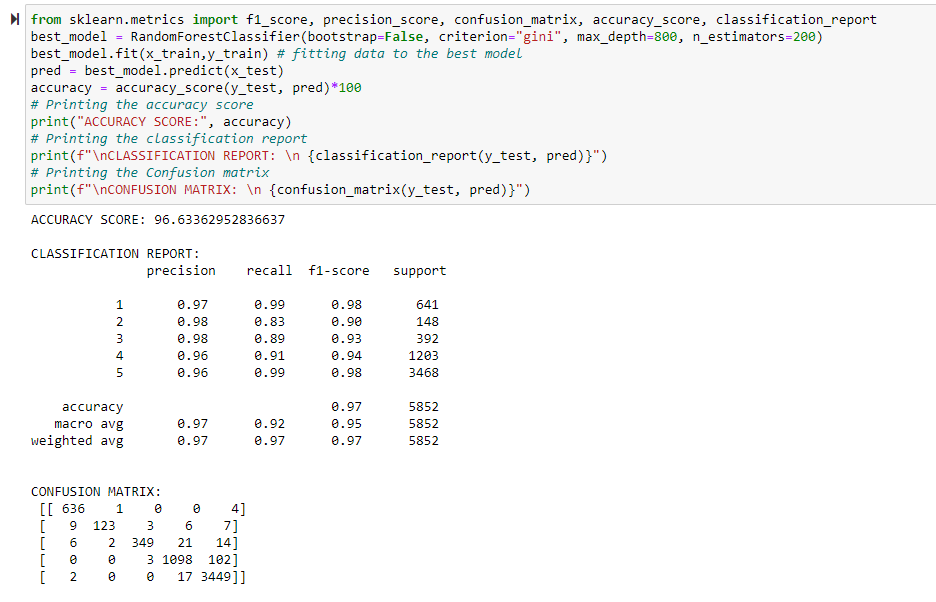 from sklearn.metrics import f1_score, precision_score, confusion_matrix, accuracy_score, classification_report
best_model = RandomForestClassifier(bootstrap=False, criterion="gini", max_depth=800, n_estimators=200)
best_model.fit(x_train,y_train) # fitting data to the best model
pred = best_model.predict(x_test)
accuracy = accuracy_score(y_test, pred)*100
# Printing the accuracy score
print("ACCURACY SCORE:", accuracy)
# Printing the classification report
print(f"\nCLASSIFICATION REPORT: \n {classification_report(y_test, pred)}")
# Printing the Confusion matrix
print(f"\nCONFUSION MATRIX: \n {confusion_matrix(y_test, pred)}")
ACCURACY SCORE: 96.63362952836637
CLASSIFICATION REPORT:
precision recall f1-score support
1 0.97 0.99 0.98 641
2 0.98 0.83 0.90 148
3 0.98 0.89 0.93 392
4 0.96 0.91 0.94 1203
5 0.96 0.99 0.98 3468
accuracy 0.97 5852
macro avg 0.97 0.92 0.95 5852
weighted avg 0.97 0.97 0.97 5852
CONFUSION MATRIX:
[[ 636 1 0 0 4]
[ 9 123 3 6 7]
[ 6 2 349 21 14]
[ 0 0 3 1098 102]
[ 2 0 0 17 3449]]